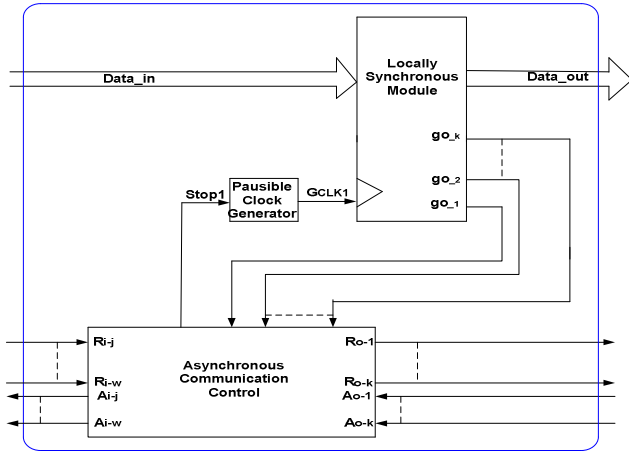 Locally
Synchronous
Module
Data_in
Data_out
go_k
go_2
go_1
Stop1
Pausible
Clock
Generator
GCLK1
Ri-j
Ri-w
Ai-j
Ai-w
Asynchronous
Communication
Control
Ro-1
Ro-k
Ao-1
Ao-k